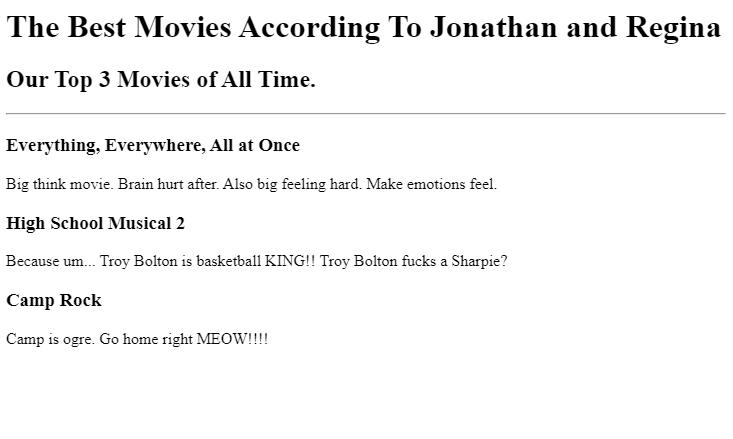 The Best Movies According To Jonathan and Regina
Our Top 3 Movies of All Time.
Everything, Everywhere, All at Once
Big think movie. Brain hurt after. Also big feeling hard. Make emotions feel.
High School Musical 2
Because um... Troy Bolton is basketball KING!! Troy Bolton fucks a Sharpie?
Camp Rock
Camp is ogre. Go home right MEOW!!!!